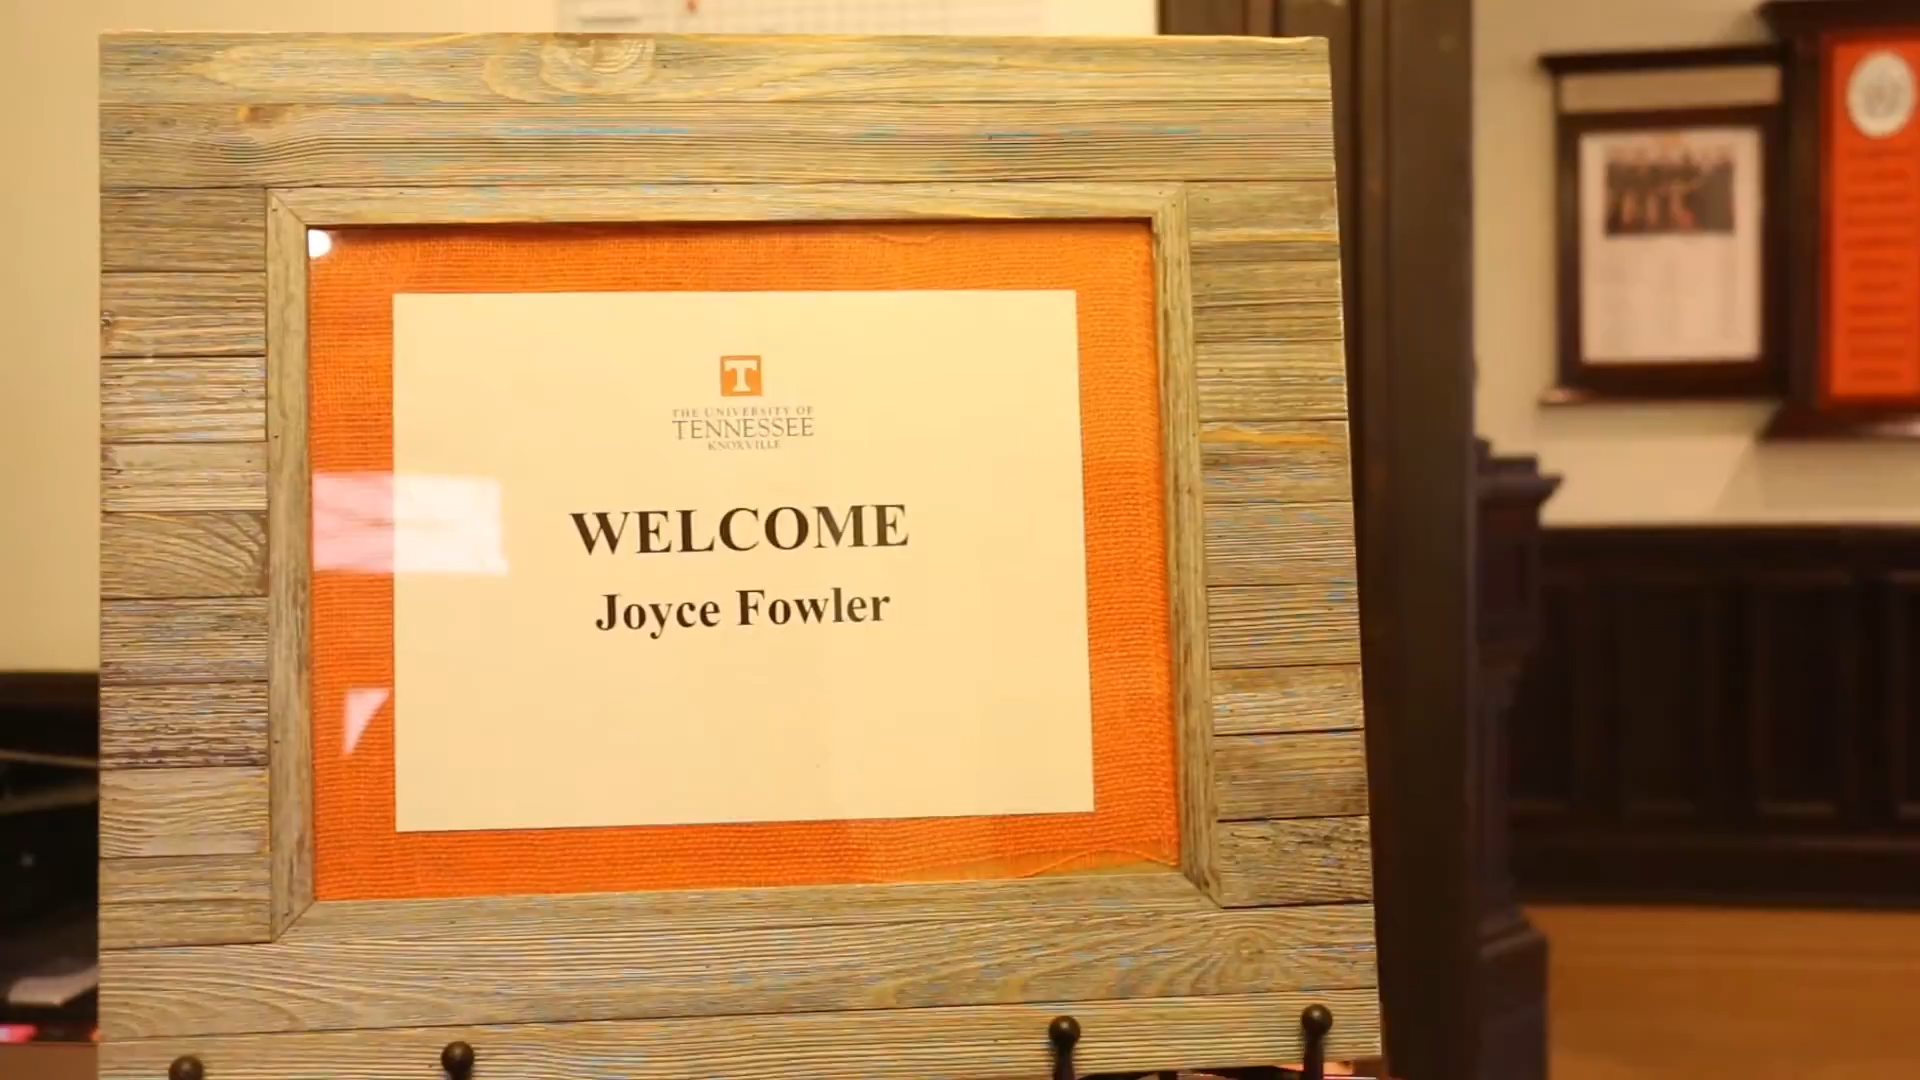 T
THE UNIVERSITY OF
TENNESSEE
KNOXVILLE
WELCOME
Joyce Fowler